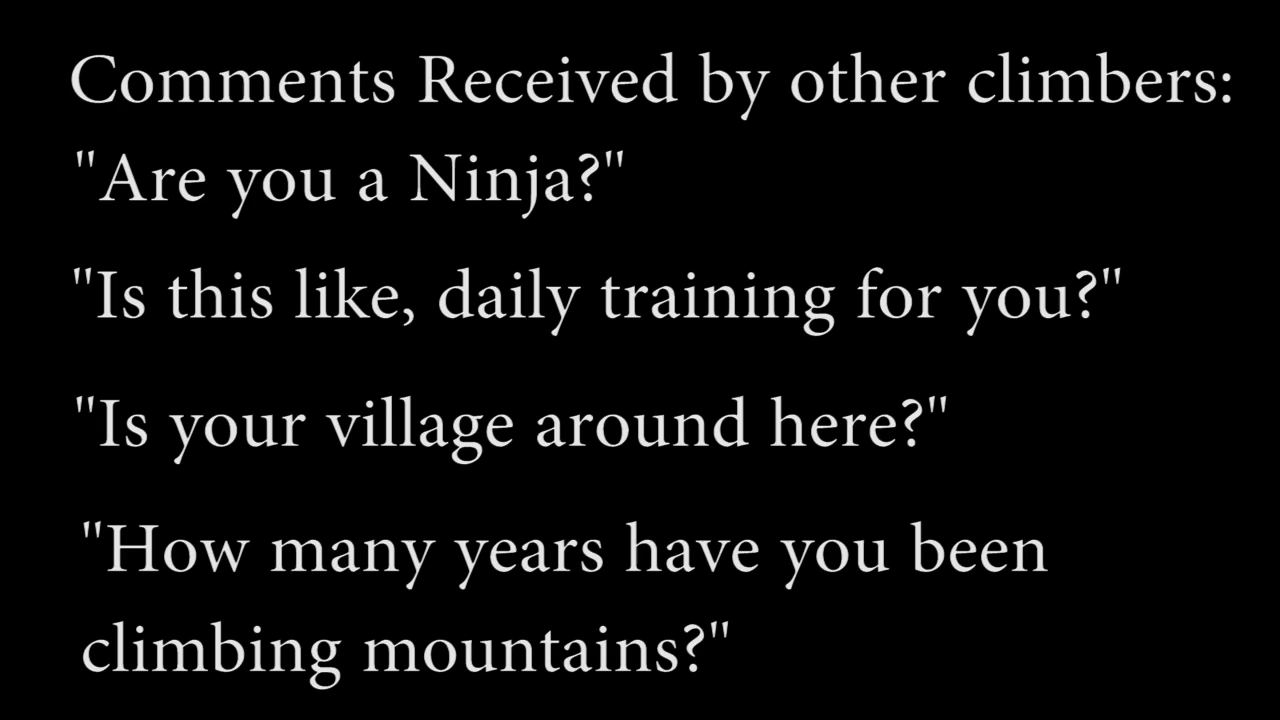 Comments Received by other climbers:
"Are you a Ninja?"
"Is this like, daily training for you?"
"Is your village around here?"
"How many years have you been
climbing mountains?"